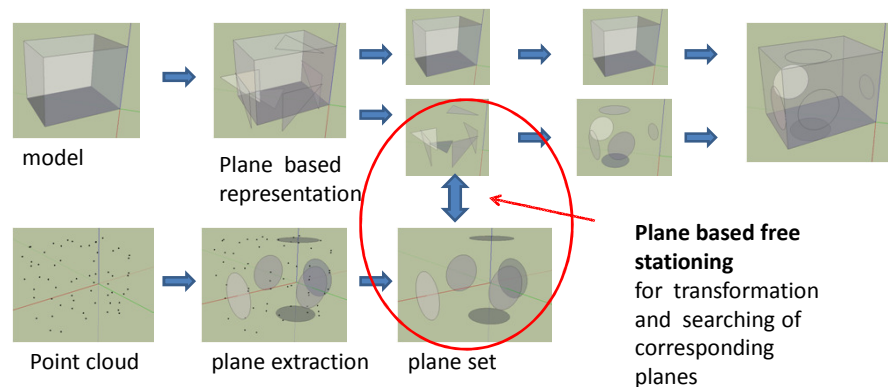 model
Plane based
representation
Point cloud
plane extraction
plane set
Plane based free
stationing
for transformation
and searching of
corresponding
planes